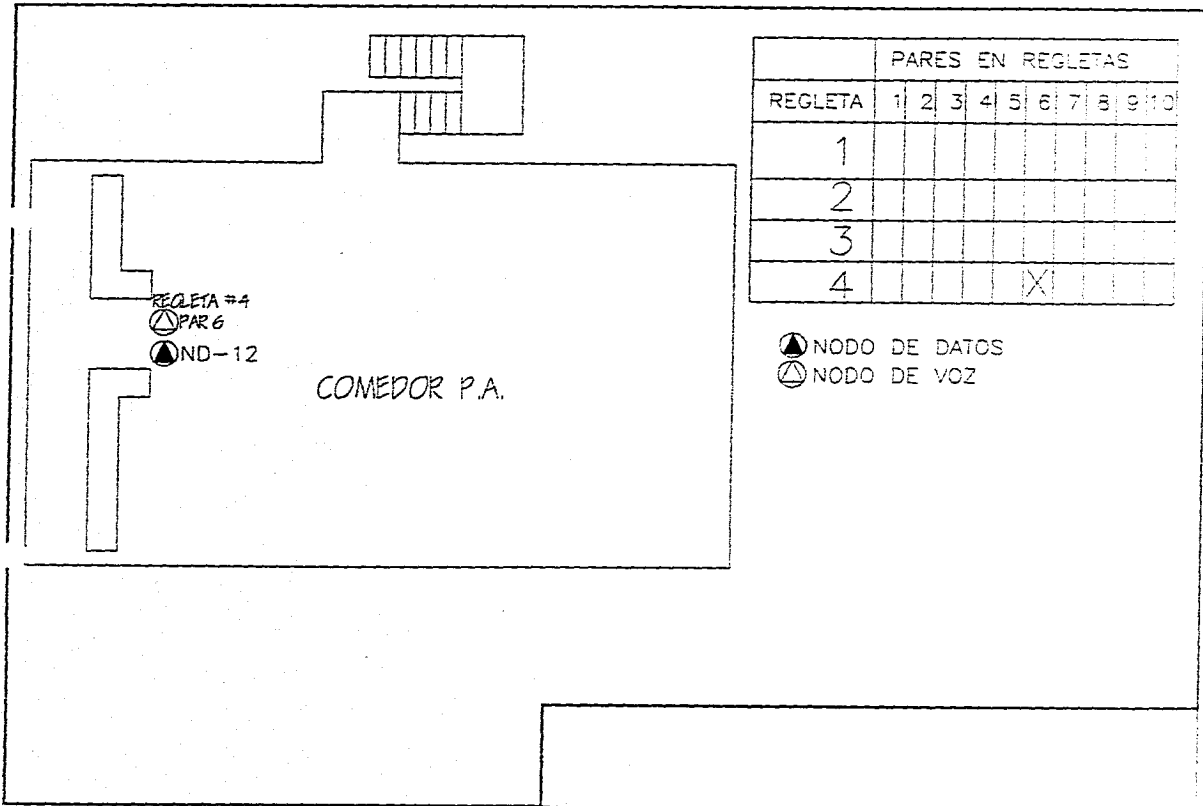 PARES EN REGLETAS
REGLETA 1 2 3 4 5 6 7 8 9 10
1
2
3
4 X
REGLETA #4
PAR 6
ND-12
COMEDOR P.A.
NODO DE DATOS
NODO DE VOZ